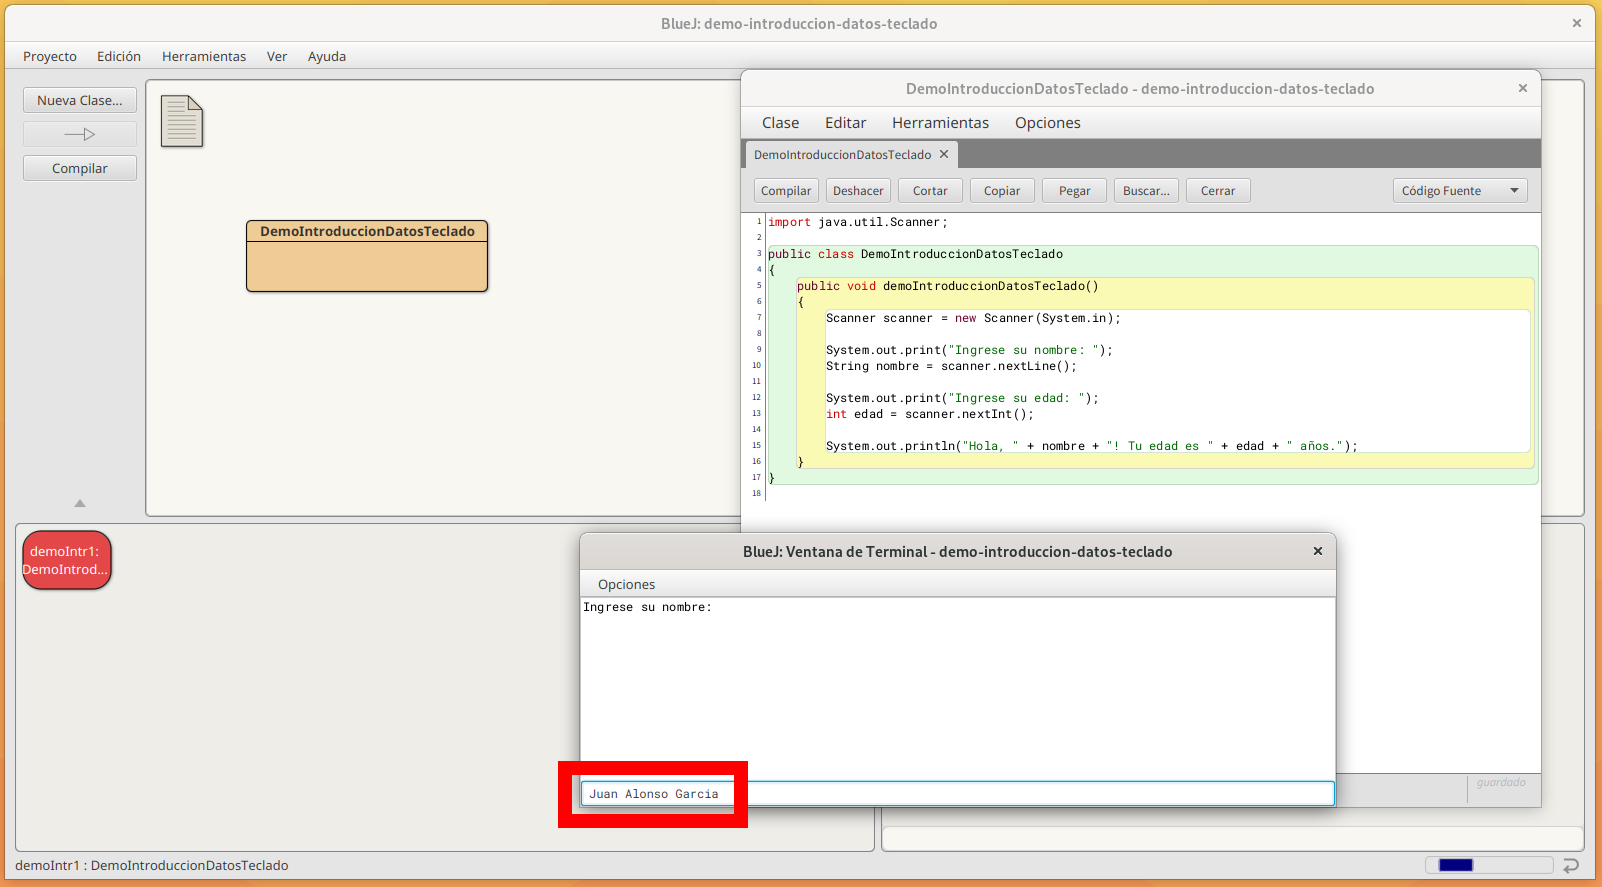 BlueJ: demo-introduccion-datos-teclado
Proyecto Edición Herramientas Ver Ayuda
Nueva Clase...
Compilar
DemoIntroduccionDatosTeclado
DemoIntroduccionDatosTeclado - demo-introduccion-datos-teclado
Clase Editar Herramientas Opciones
DemoIntroduccionDatosTeclado
Compilar Deshacer Cortar Copiar Pegar Buscar... Cerrar Código Fuente
1 import java.util.Scanner;
2
3 public class DemoIntroduccionDatosTeclado
4 {
5 public void demoIntroduccionDatosTeclado()
6 {
7 Scanner scanner = new Scanner(System.in);
8
9 System.out.print("Ingrese su nombre: ");
10 String nombre = scanner.nextLine();
11
12 System.out.print("Ingrese su edad: ");
13 int edad = scanner.nextInt();
14
15 System.out.println("Hola, " + nombre + "! Tu edad es " + edad + " años.");
16 }
17 }
18
guardado
demoIntr1:
DemoIntrod...
BlueJ: Ventana de Terminal - demo-introduccion-datos-teclado
Opciones
Ingrese su nombre:
Juan Alonso Garcia
demoIntr1 : DemoIntroduccionDatosTeclado